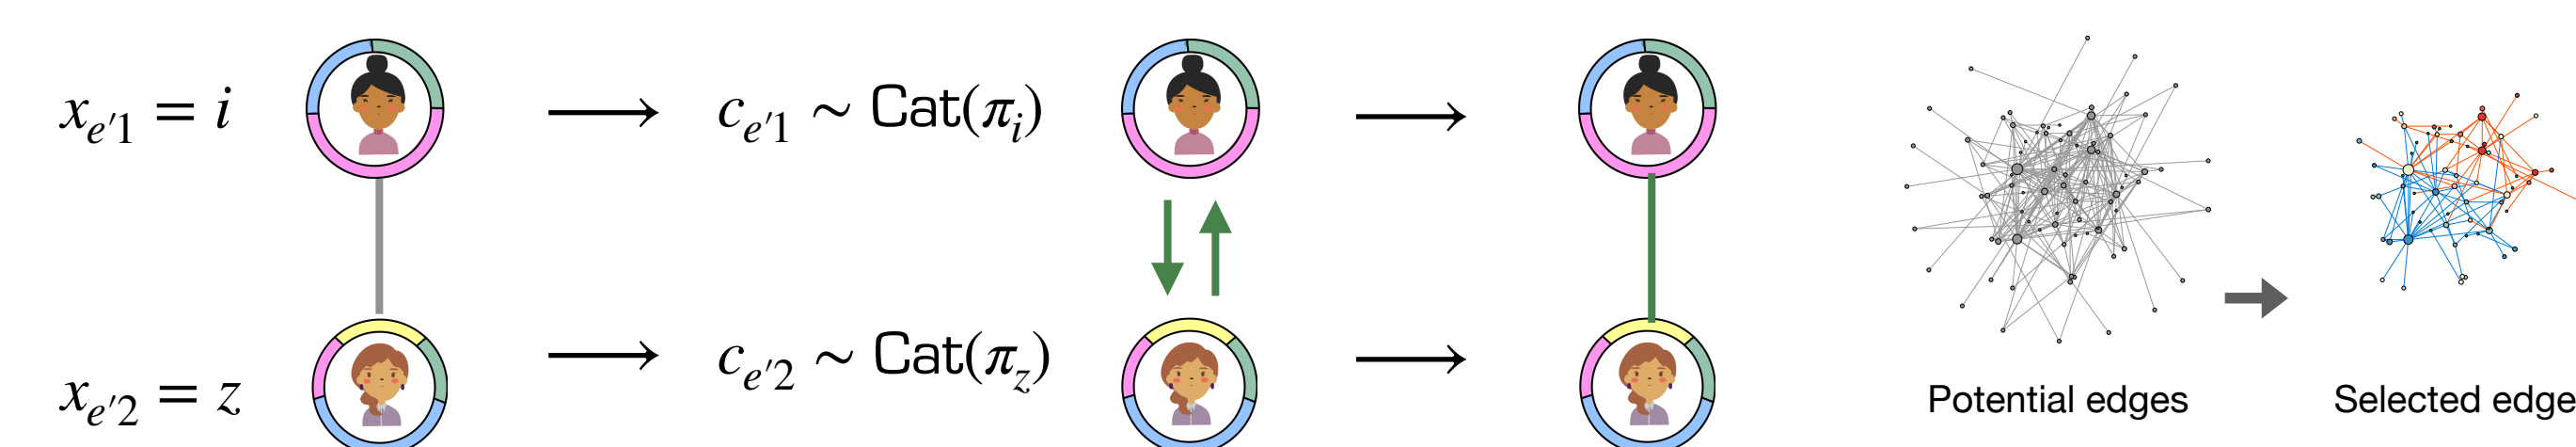 x_{e'1} = i
c_{e'1} ∼ Cat(π_i)
x_{e'2} = z
c_{e'2} ∼ Cat(π_z)
Potential edges
Selected edge